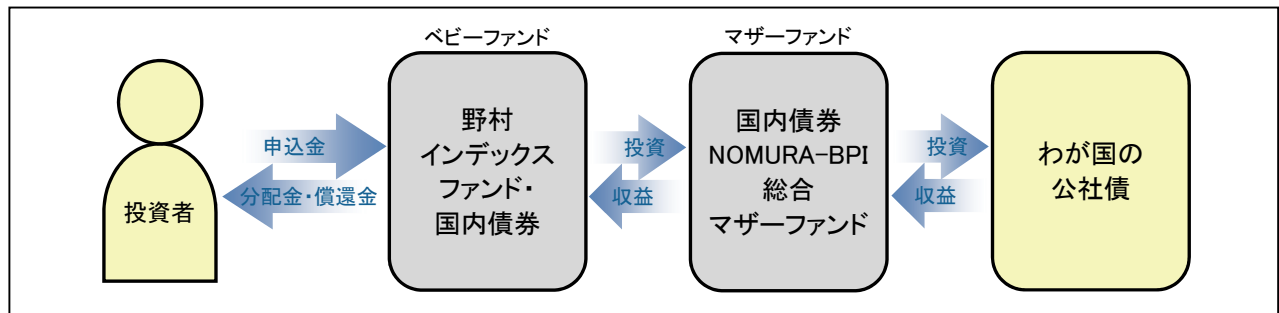 ベビーファンド
マザーファンド
投資者
申込金
分配金・償還金
野村
インデックス
ファンド・
国内債券
投資
収益
国内債券
NOMURA-BPI
総合
マザーファンド
投資
収益
わが国の
公社債